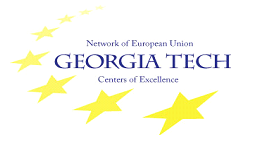 Network of European Union
GEORGIA TECH
Centers of Excellence